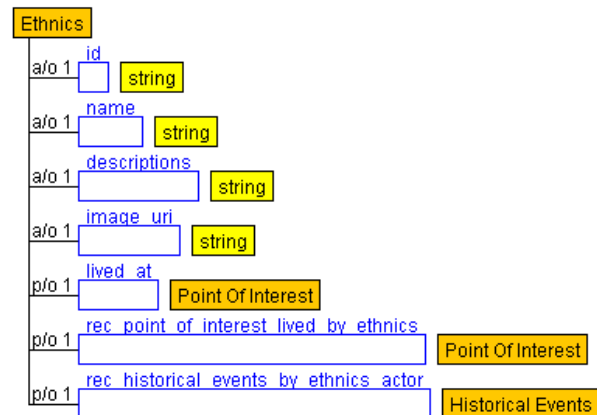 Ethnics
id
a/o 1 string
name
a/o 1 string
descriptions
a/o 1 string
image_uri
a/o 1 string
lived_at
p/o 1 Point Of Interest
rec_point_of_interest_lived_by_ethnics
p/o 1 Point Of Interest
rec_historical_events_by_ethnics_actor
p/o 1 Historical Events